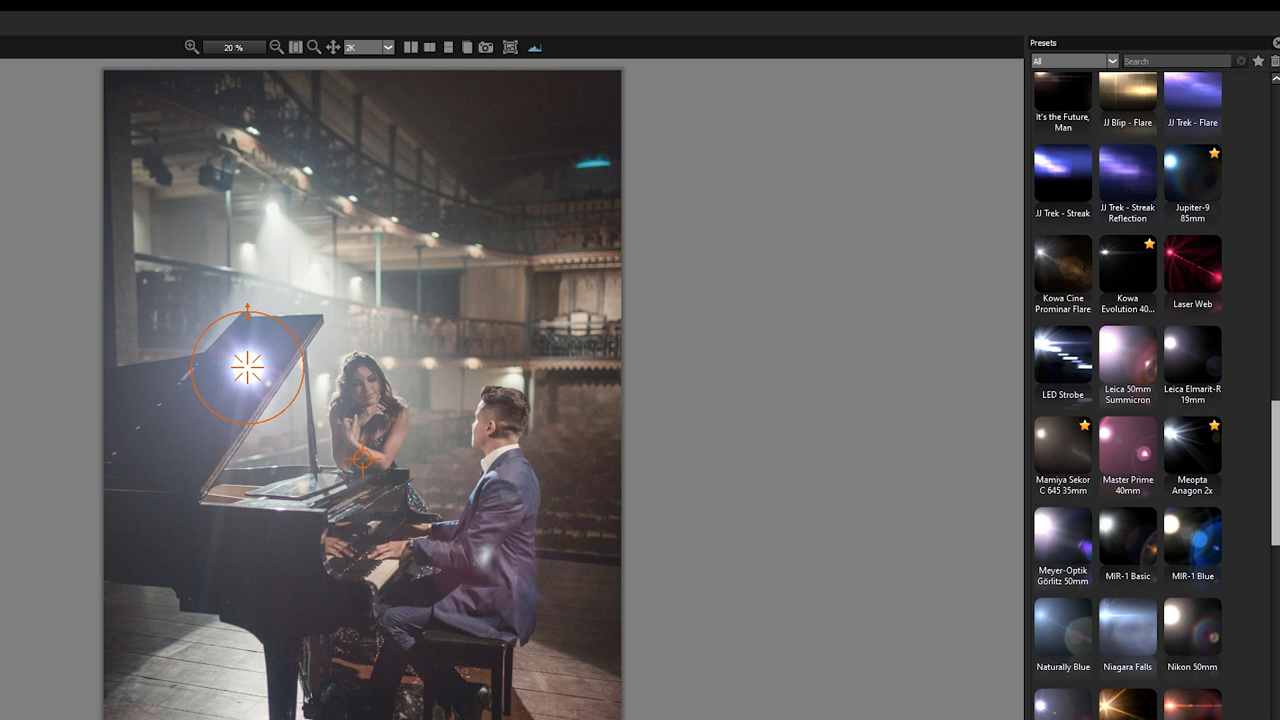 Presets
20 %
2K
All
Search
It's the Future,
Man
JJ Blip - Flare
JJ Trek - Flare
JJ Trek - Streak
JJ Trek - Streak
Reflection
Jupiter-9
85mm
Kowa Cine
Prominar Flare
Kowa
Evolution 40...
Laser Web
LED Strobe
Leica 50mm
Summicron
Leica Elmarit-R
19mm
Mamiya Sekor
C 645 35mm
Master Prime
40mm
Meopta
Anagon 2x
Meyer-Optik
Görlitz 50mm
MIR-1 Basic
MIR-1 Blue
Naturally Blue
Niagara Falls
Nikon 50mm